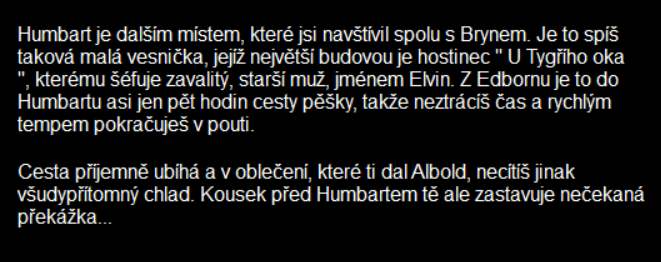 Humbart je dalším místem, které jsi navštívil spolu s Brynem. Je to spíš
taková malá vesnička, jejíž největší budovou je hostinec " U Tygřího oka
", kterému šéfuje zavalitý, starší muž, jménem Elvin. Z Edbornu je to do
Humbartu asi jen pět hodin cesty pěšky, takže neztrácíš čas a rychlým
tempem pokračuješ v pouti.

Cesta příjemně ubíhá a v oblečení, které ti dal Albold, necítíš jinak
všudypřítomný chlad. Kousek před Humbartem tě ale zastavuje nečekaná
překážka...